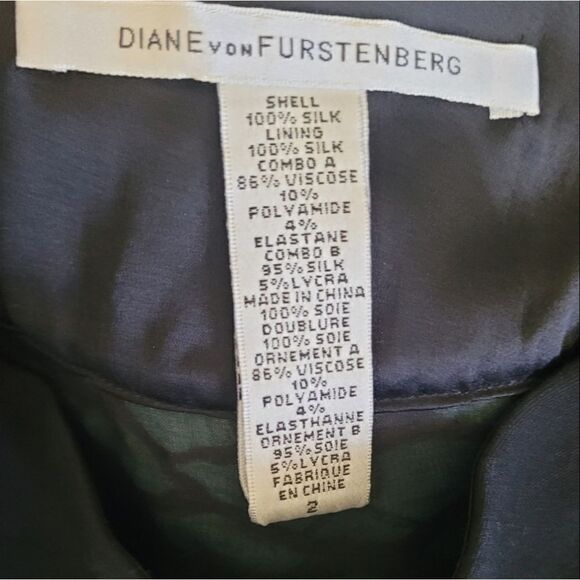 DIANE VON FURSTENBERG
SHELL
100% SILK
LINING
100% SILK
COMBO A
86% VISCOSE
10%
POLYAMIDE
4%
ELASTANE
COMBO B
95% SILK
5% LYCRA
MADE IN CHINA
100% SOIE
DOUBLURE
100% SOIE
ORNEMENT A
86% VISCOSE
10%
POLYAMIDE
4%
ELASTHANNE
ORNEMENT B
95% SOIE
5% LYCRA
FABRIQUE
EN CHINE
2